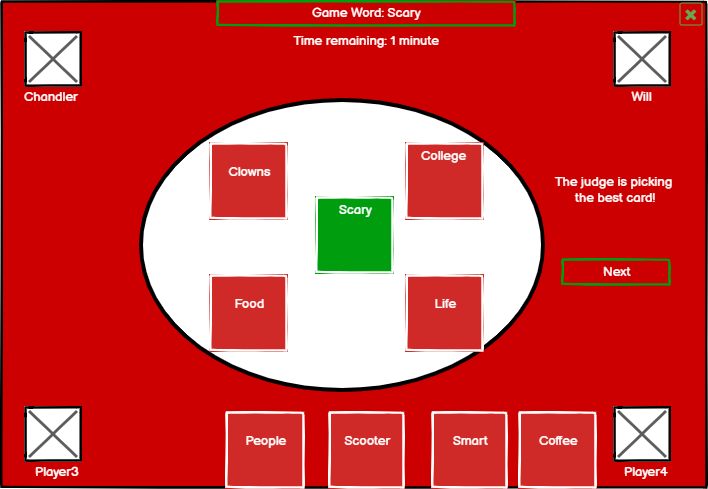 Game Word: Scary
Time remaining: 1 minute
Chandler
Will
Clowns
College
Scary
The judge is picking
the best card!
Next
Food
Life
People
Scooter
Smart
Coffee
Player3
Player4